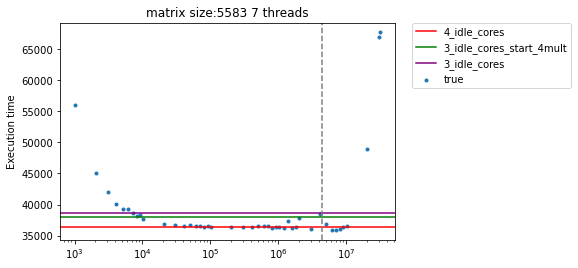 matrix size:5583 7 threads
65000
60000
55000
50000
45000
40000
35000
Execution time
10³
10⁴
10⁵
10⁶
10⁷
4_idle_cores
3_idle_cores_start_4mult
3_idle_cores
true